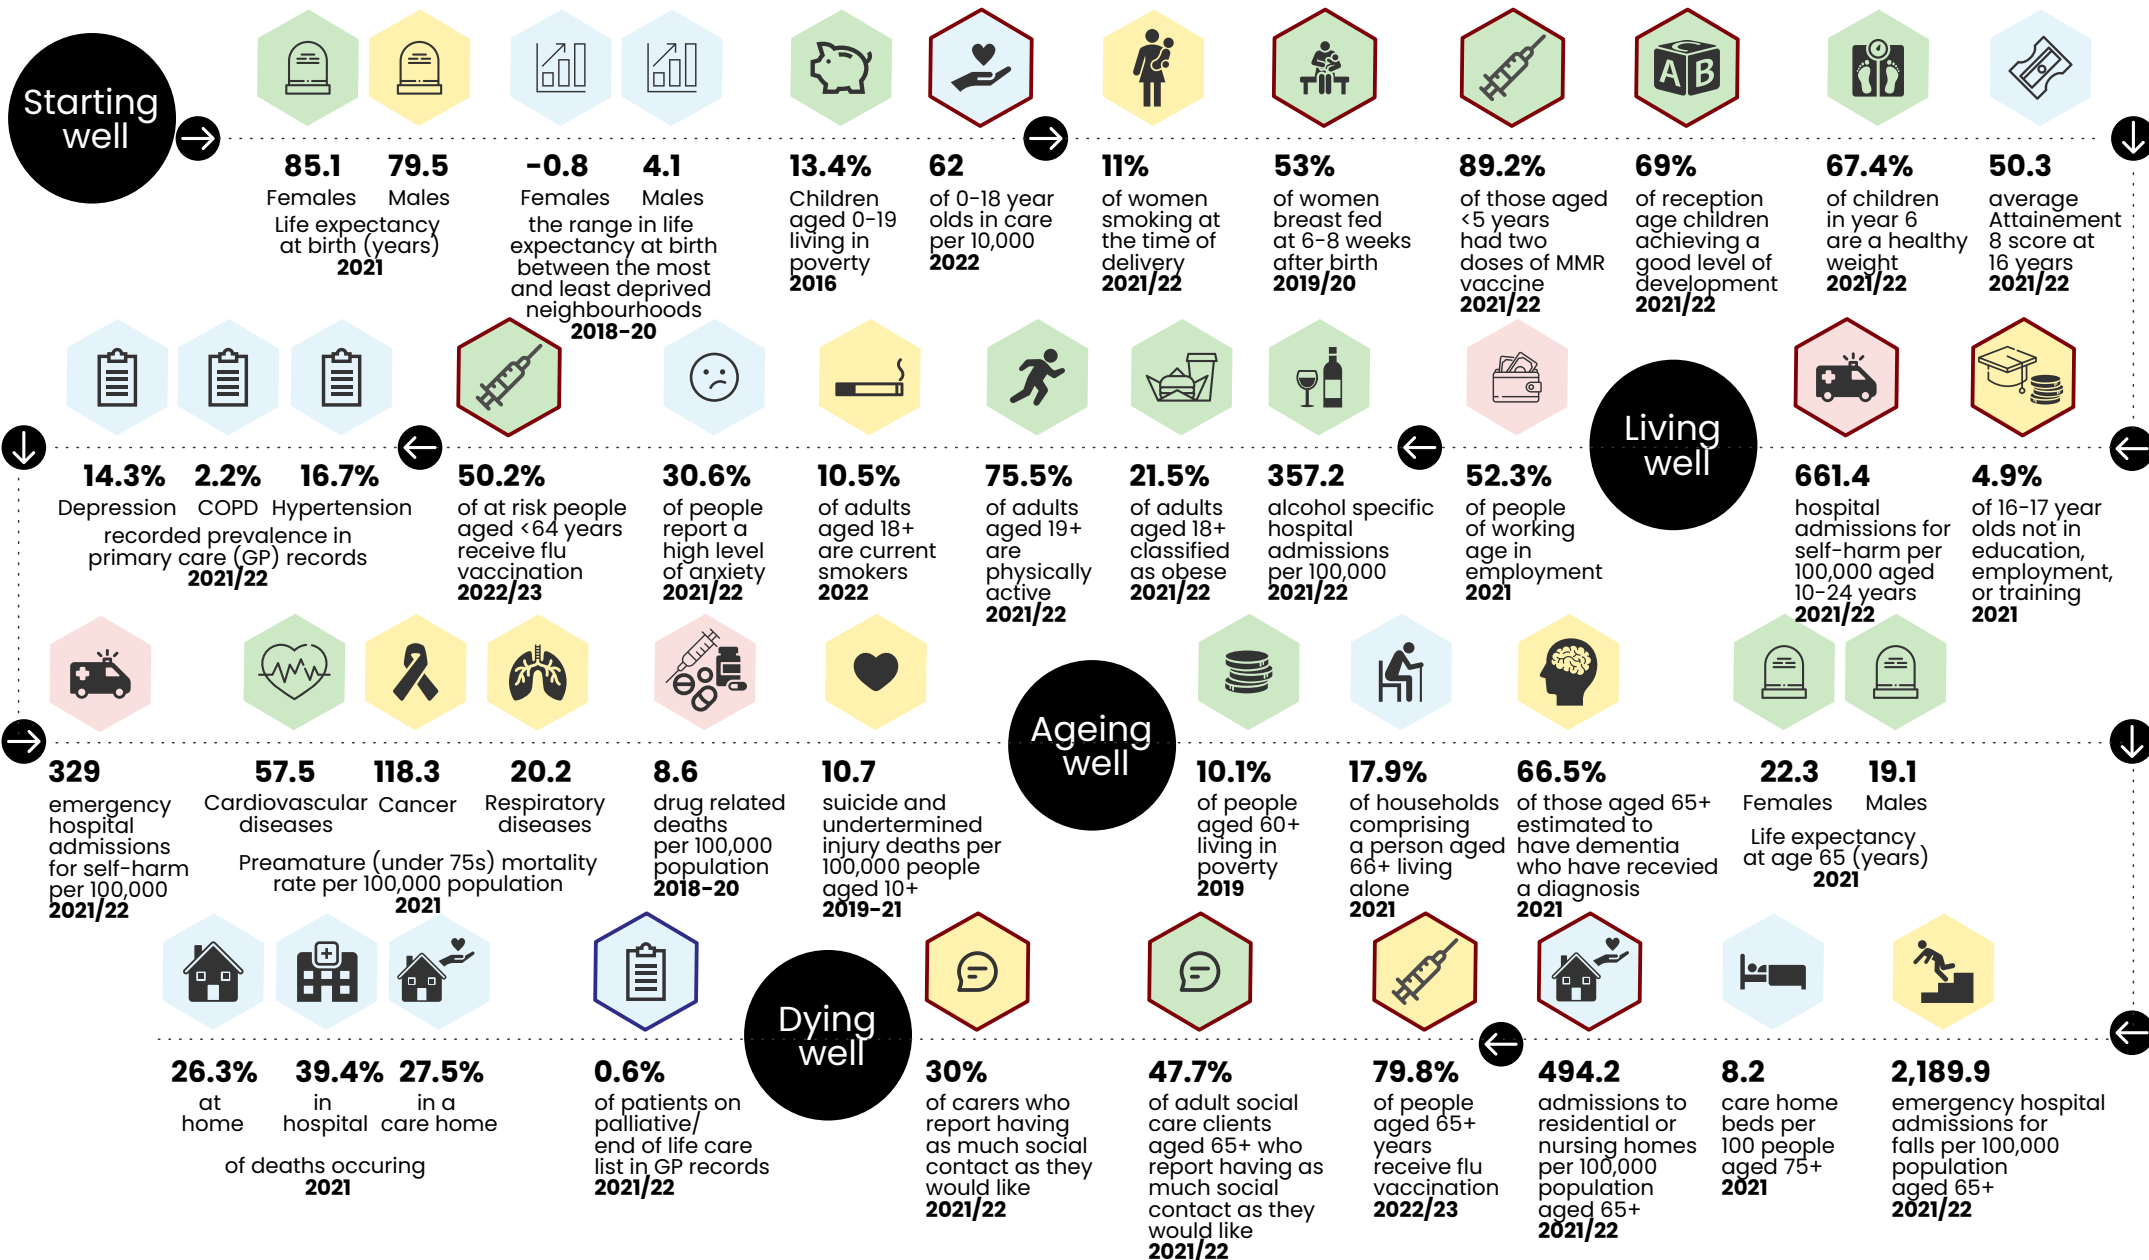 Starting
well
85.1
Females
79.5
Males
Life expectancy
at birth (years)
2021
-0.8
Females
4.1
Males
the range in life
expectancy at birth
between the most
and least deprived
neighbourhoods
2018-20
13.4%
Children
aged 0-19
living in
poverty
2016
62
of 0-18 year
olds in care
per 10,000
2022
11%
of women
smoking at
the time of
delivery
2021/22
53%
of women
breast fed
at 6-8 weeks
after birth
2019/20
89.2%
of those aged
<5 years
had two
doses of MMR
vaccine
2021/22
A B C
69%
of reception
age children
achieving a
good level of
development
2021/22
67.4%
of children
in year 6
are a healthy
weight
2021/22
50.3
average
Attainement
8 score at
16 years
2021/22
4.9%
of 16-17 year
olds not in
education,
employment,
or training
2021
661.4
hospital
admissions for
self-harm per
100,000 aged
10-24 years
2021/22
Living
well
52.3%
of people
of working
age in
employment
2021
357.2
alcohol specific
hospital
admissions
per 100,000
2021/22
21.5%
of adults
aged 18+
classified
as obese
2021/22
75.5%
of adults
aged 19+
are
physically
active
2021/22
10.5%
of adults
aged 18+
are current
smokers
2022
30.6%
of people
report a
high level
of anxiety
2021/22
50.2%
of at risk people
aged <64 years
receive flu
vaccination
2022/23
14.3%
Depression
2.2%
COPD
16.7%
Hypertension
recorded prevalence in
primary care (GP) records
2021/22
329
emergency
hospital
admissions
for self-harm
per 100,000
2021/22
57.5
Cardiovascular
diseases
118.3
Cancer
20.2
Respiratory
diseases
Preamature (under 75s) mortality
rate per 100,000 population
2021
8.6
drug related
deaths
per 100,000
population
2018-20
10.7
suicide and
undertermined
injury deaths per
100,000 people
aged 10+
2019-21
Ageing
well
10.1%
of people
aged 60+
living in
poverty
2019
17.9%
of households
comprising
a person aged
66+ living
alone
2021
66.5%
of those aged 65+
estimated to
have dementia
who have recevied
a diagnosis
2021
22.3
Females
19.1
Males
Life expectancy
at age 65 (years)
2021
2,189.9
emergency hospital
admissions for
falls per 100,000
population
aged 65+
2021/22
8.2
care home
beds per
100 people
aged 75+
2021
494.2
admissions to
residential or
nursing homes
per 100,000
population
aged 65+
2021/22
79.8%
of people
aged 65+
years
receive flu
vaccination
2022/23
47.7%
of adult social
care clients
aged 65+ who
report having as
much social
contact as they
would like
2021/22
30%
of carers who
report having
as much social
contact as they
would like
2021/22
Dying
well
0.6%
of patients on
palliative/
end of life care
list in GP records
2021/22
26.3%
at
home
39.4%
in
hospital
27.5%
in a
care home
of deaths occuring
2021